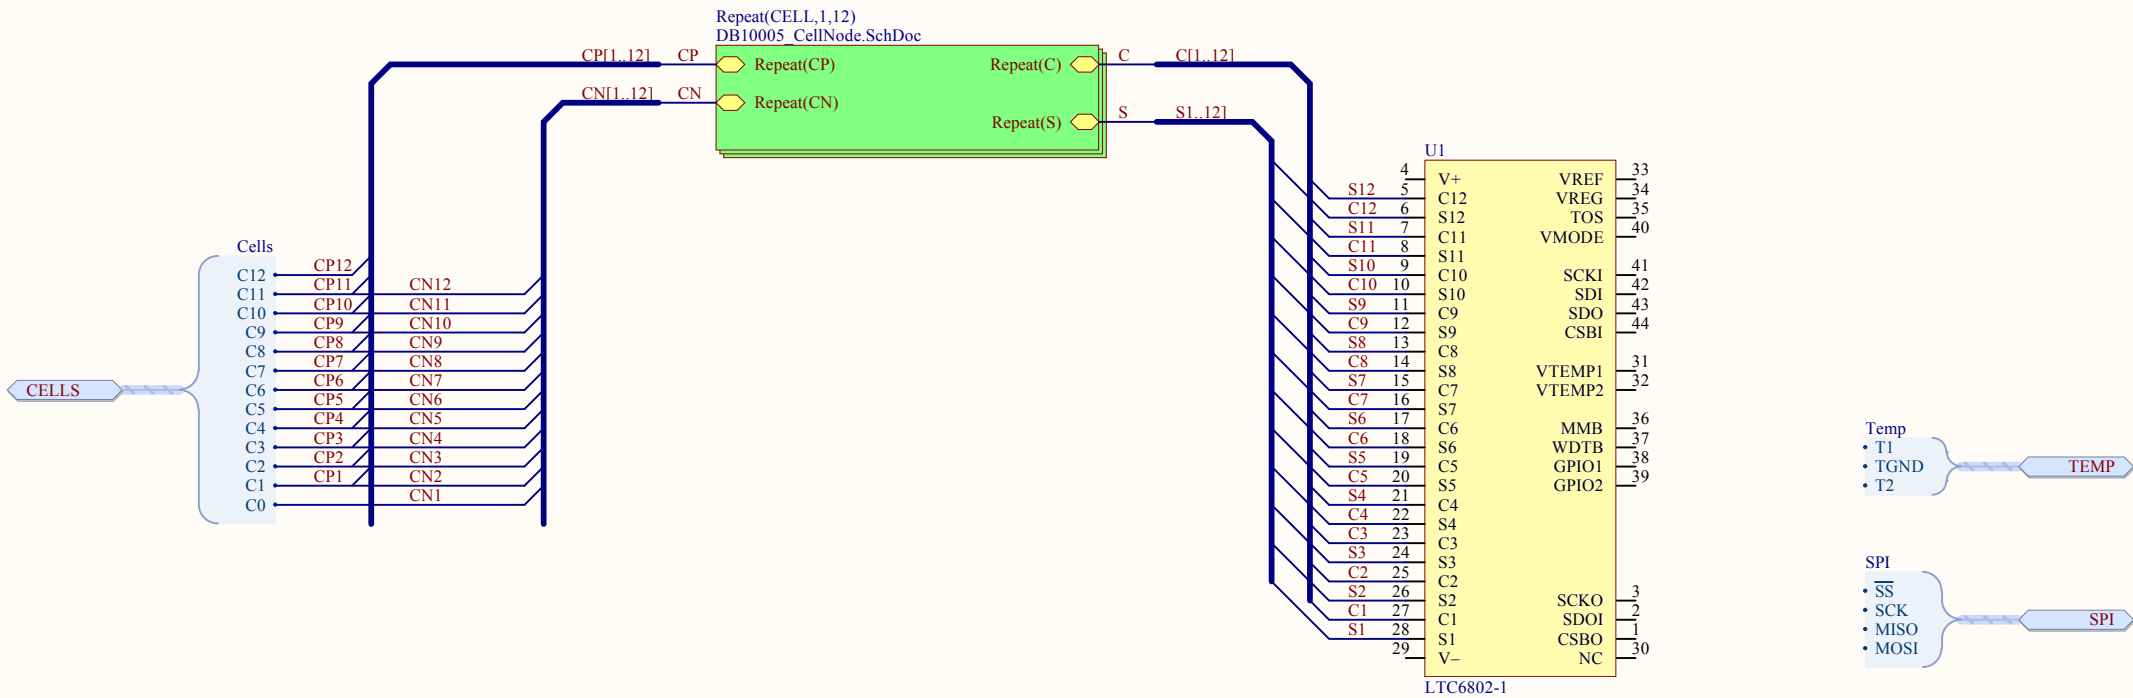 Repeat(CELL,1,12)
DB10005_CellNode.SchDoc
CP[1..12] CP Repeat(CP) Repeat(C) C C[1..12]
CN[1..12] CN Repeat(CN)
Repeat(S) S S1..12]
U1
4 V+ VREF 33
S12 5 C12 VREG 34
C12 6 S12 TOS 35
S11 7 C11 VMODE 40
C11 8 S11
S10 9 C10 SCKI 41
C10 10 S10 SDI 42
S9 11 C9 SDO 43
C9 12 S9 CSBI 44
S8 13 C8
C8 14 S8 VTEMP1 31
S7 15 C7 VTEMP2 32
C7 16 S7
S6 17 C6 MMB 36
C6 18 S6 WDTB 37
S5 19 C5 GPIO1 38
C5 20 S5 GPIO2 39
S4 21 C4
C4 22 S4
C3 23 C3
S3 24 S3
C2 25 C2
S2 26 S2 SCKO 3
C1 27 C1 SDOI 2
S1 28 S1 CSBO 1
29 V− NC 30
LTC6802-1
Cells
C12 CP12
C11 CP11 CN12
C10 CP10 CN11
C9 CP9 CN10
C8 CP8 CN9
C7 CP7 CN8
C6 CP6 CN7
C5 CP5 CN6
C4 CP4 CN5
C3 CP3 CN4
C2 CP2 CN3
C1 CP1 CN2
C0 CN1
CELLS
Temp
T1
TGND
T2
TEMP
SPI
SS
SCK
MISO
MOSI
SPI